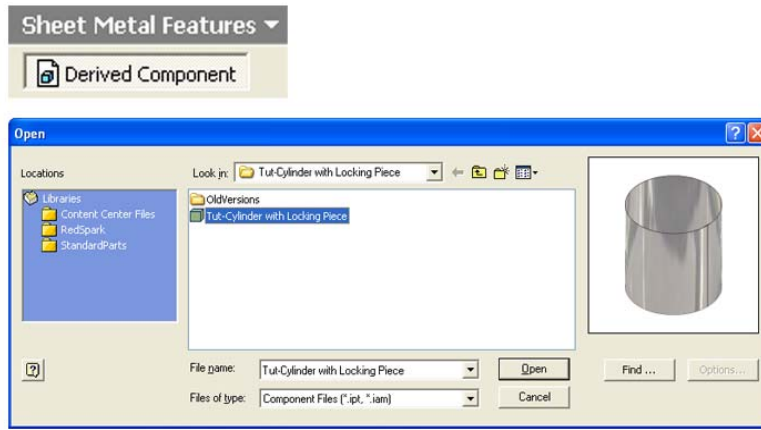 Sheet Metal Features
Derived Component
Open
Locations
Look in: Tut-Cylinder with Locking Piece
Libraries
Content Center Files
RedSpark
StandardParts
OldVersions
Tut-Cylinder with Locking Piece
File name: Tut-Cylinder with Locking Piece Open Find ... Options...
Files of type: Component Files (*.ipt, *.iam) Cancel